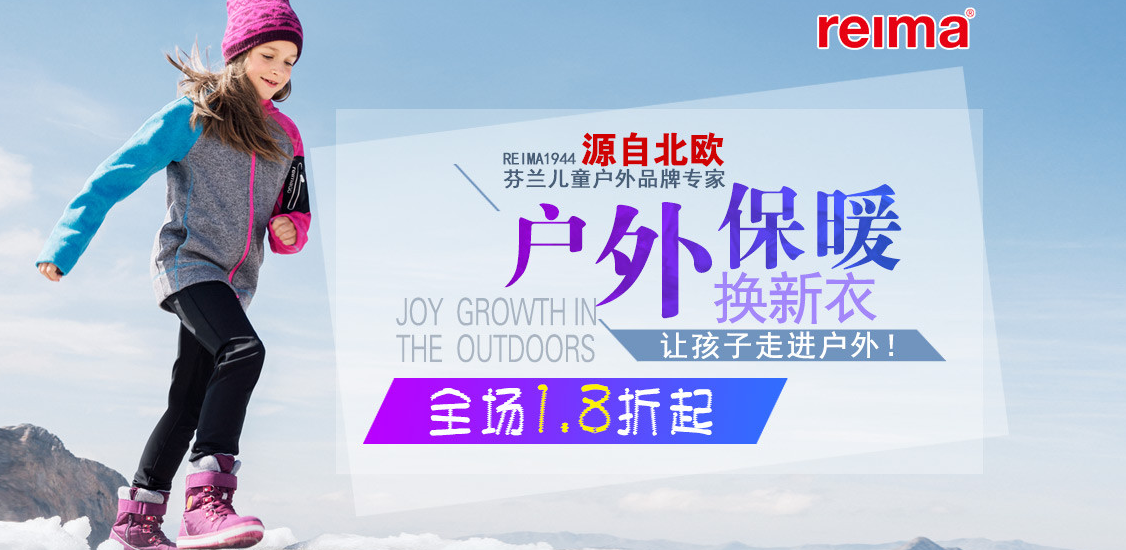 reima®
REIMA1944 源自北欧
芬兰儿童户外品牌专家
户外保暖
换新衣
JOY GROWTH IN
THE OUTDOORS
让孩子走进户外!
全场1.8折起